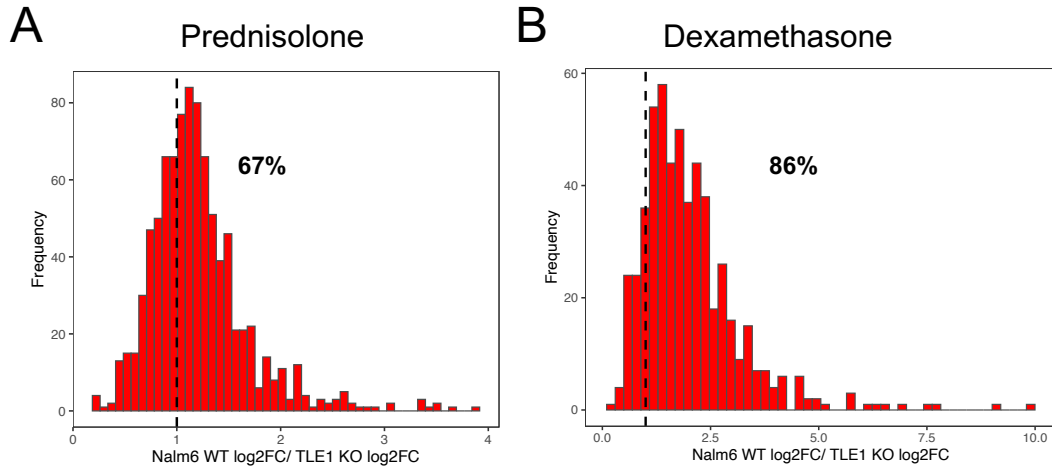 A
Prednisolone
80
60
40
20
0
Frequency
67%
0 1 2 3 4
Nalm6 WT log2FC/ TLE1 KO log2FC
B
Dexamethasone
60
40
20
0
Frequency
86%
0.0 2.5 5.0 7.5 10.0
Nalm6 WT log2FC/ TLE1 KO log2FC